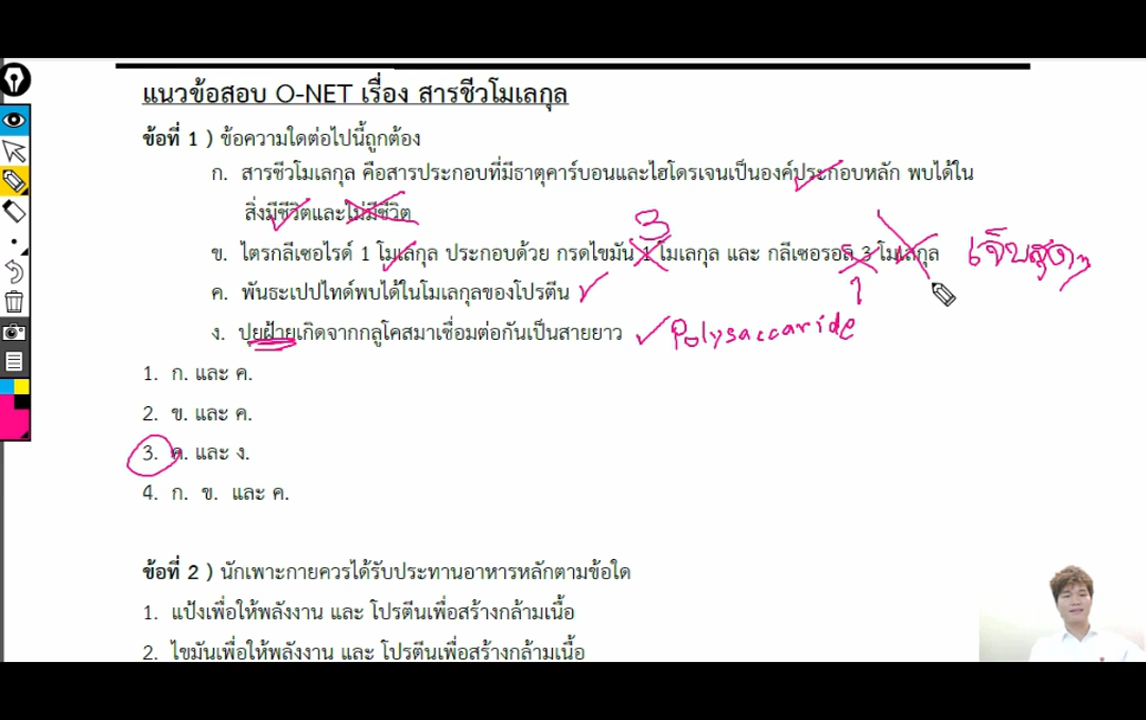 แนวข้อสอบ O-NET เรื่อง สารชีวโมเลกุล
ข้อที่ 1 ) ข้อความใดต่อไปนี้ถูกต้อง
ก. สารชีวโมเลกุล คือสารประกอบที่มีธาตุคาร์บอนและไฮโดรเจนเป็นองค์ประกอบหลัก พบได้ใน
สิ่งมีชีวิตและไม่มีชีวิต
3
ข. ไตรกลีเซอไรด์ 1 โมเลกุล ประกอบด้วย กรดไขมัน 1 โมเลกุล และ กลีเซอรอล 3 โมเลกุล
1
ค. พันธะเปปไทด์พบได้ในโมเลกุลของโปรตีน
ง. ปุยฝ้ายเกิดจากกลูโคสมาเชื่อมต่อกันเป็นสายยาว Polysaccaride
1. ก. และ ค.
2. ข. และ ค.
3. ค. และ ง.
4. ก. ข. และ ค.
ข้อที่ 2 ) นักเพาะกายควรได้รับประทานอาหารหลักตามข้อใด
1. แป้งเพื่อให้พลังงาน และ โปรตีนเพื่อสร้างกล้ามเนื้อ
2. ไขมันเพื่อให้พลังงาน และ โปรตีนเพื่อสร้างกล้ามเนื้อ